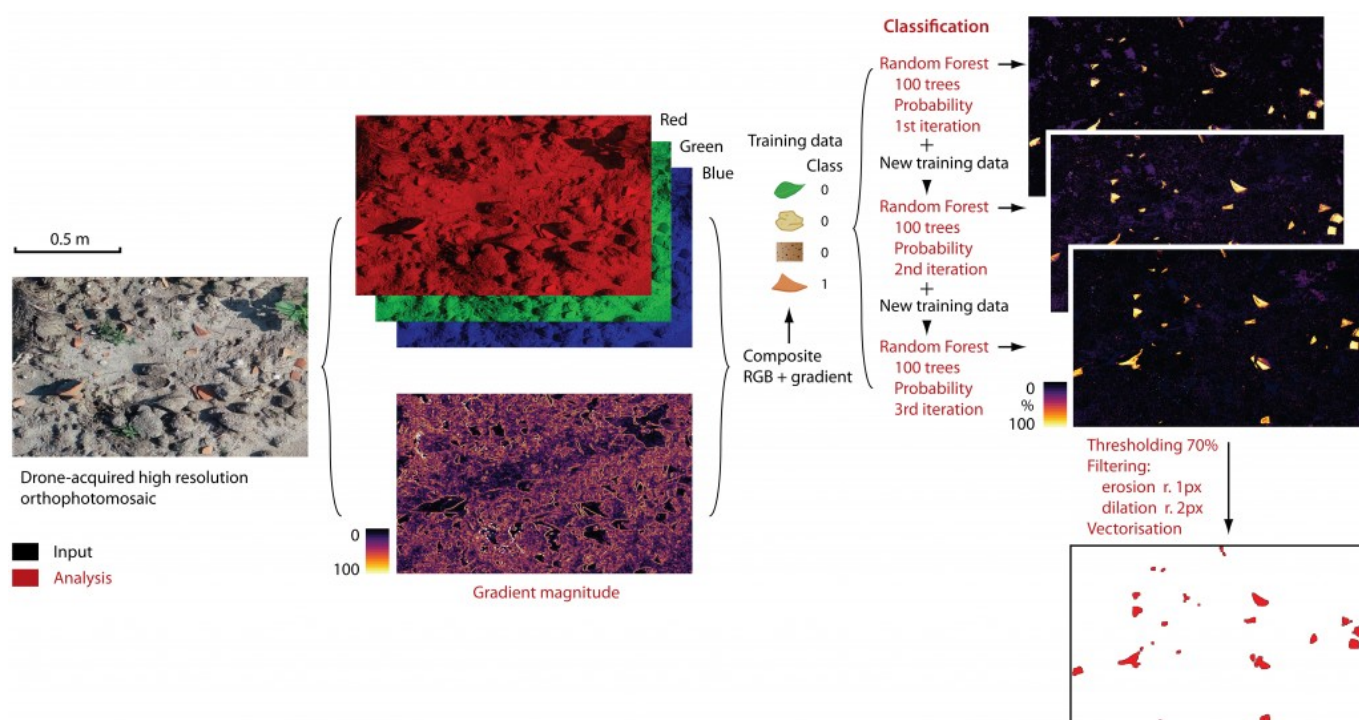 0.5 m
Drone-acquired high resolution
orthophotomosaic
Input
Analysis
Red
Green
Blue
0
100
Gradient magnitude
Training data
Class
0
0
0
1
Composite
RGB + gradient
Classification
Random Forest
100 trees
Probability
1st iteration
+
New training data
Random Forest
100 trees
Probability
2nd iteration
+
New training data
Random Forest
100 trees
Probability
3rd iteration
0
%
100
Thresholding 70%
Filtering:
erosion r. 1px
dilation r. 2px
Vectorisation